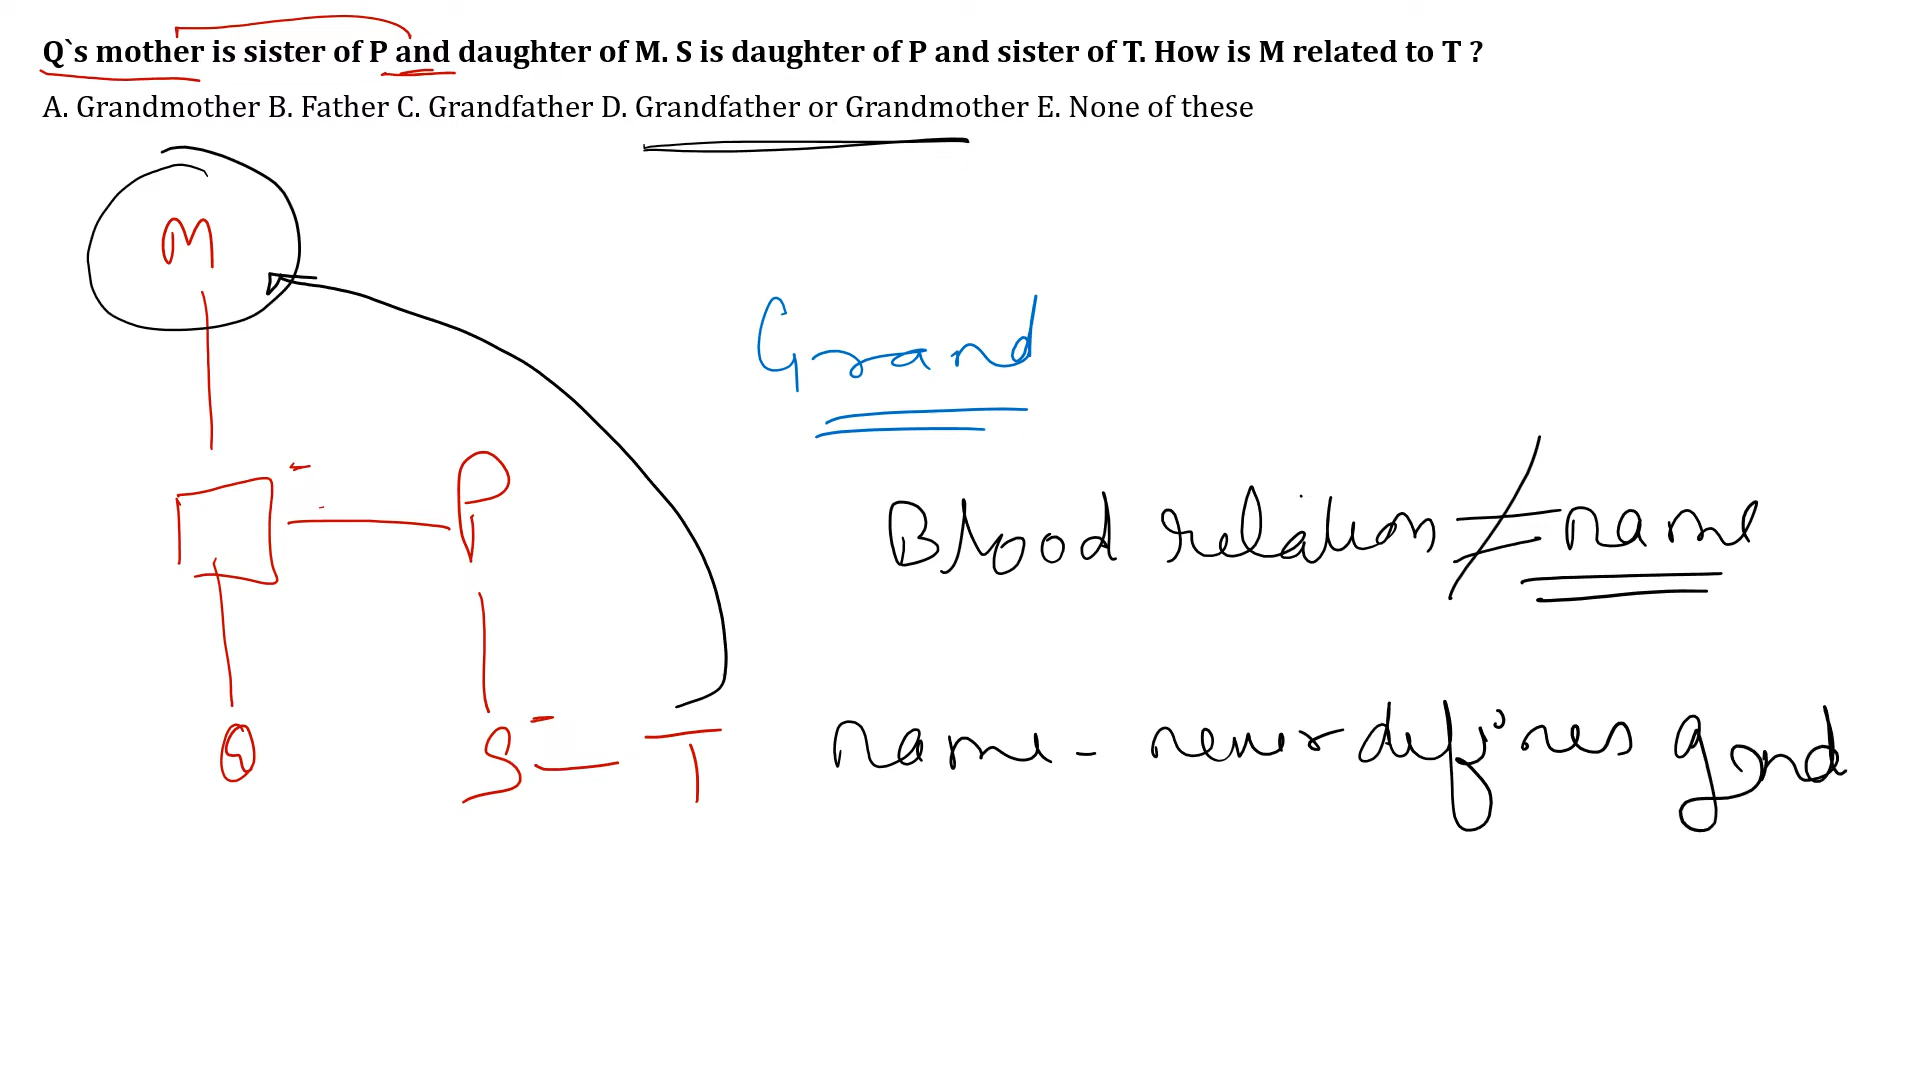 Q`s mother is sister of P and daughter of M. S is daughter of P and sister of T. How is M related to T ?
A. Grandmother B. Father C. Grandfather D. Grandfather or Grandmother E. None of these
M
Grand
P
Blood relation ≠ name
Q
S - T
name - never defines